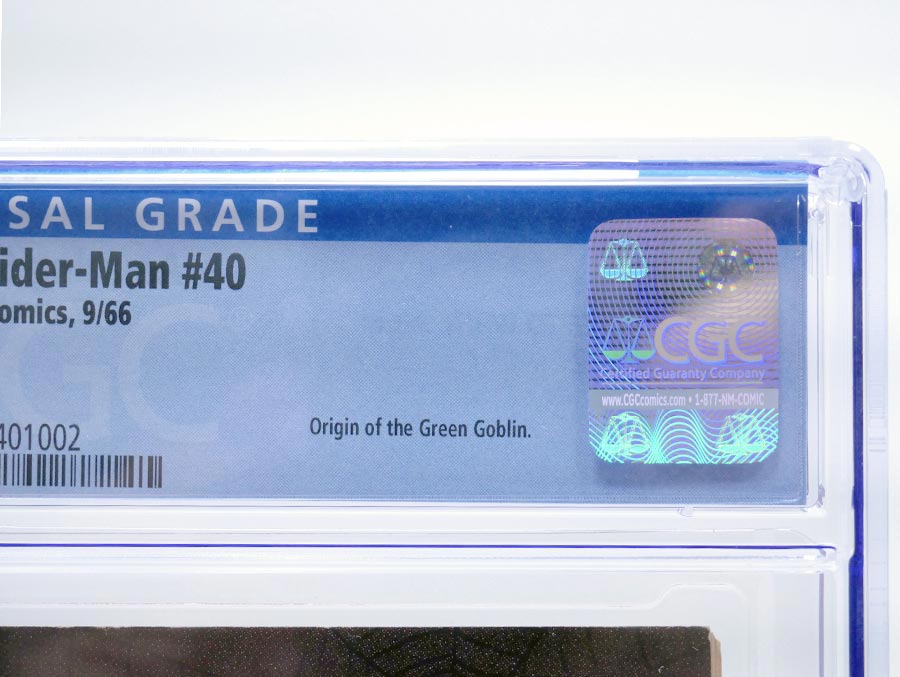 SAL GRADE
ider-Man #40
omics, 9/66
CGC
401002
Origin of the Green Goblin.
CGC
Certified Guaranty Company
www.CGCcomics.com • 1-877-NM-COMIC